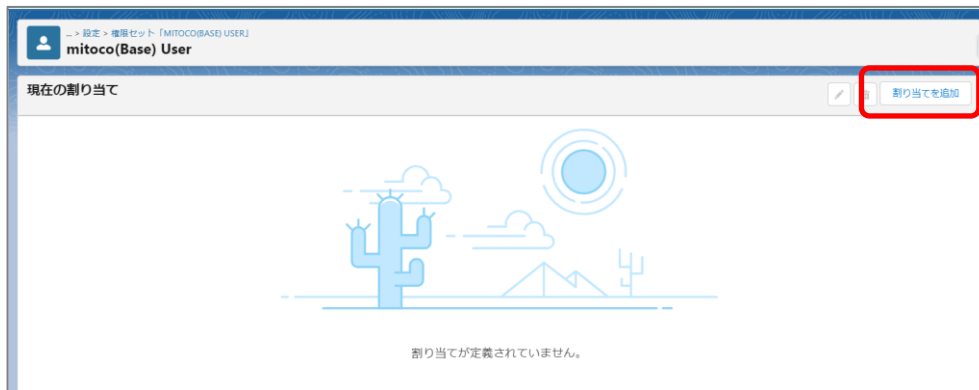 ... > 設定 > 権限セット「MITOCO(BASE) USER」
mitoco(Base) User
現在の割り当て
割り当てを追加
割り当てが定義されていません。